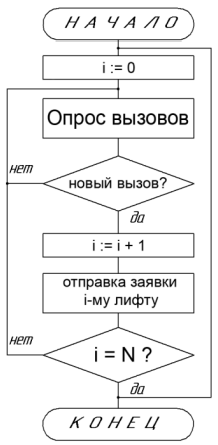 НАЧАЛО
i := 0
Опрос вызовов
нет
новый вызов?
да
i := i + 1
отправка заявки
i-му лифту
нет
i = N ?
да
КОНЕЦ